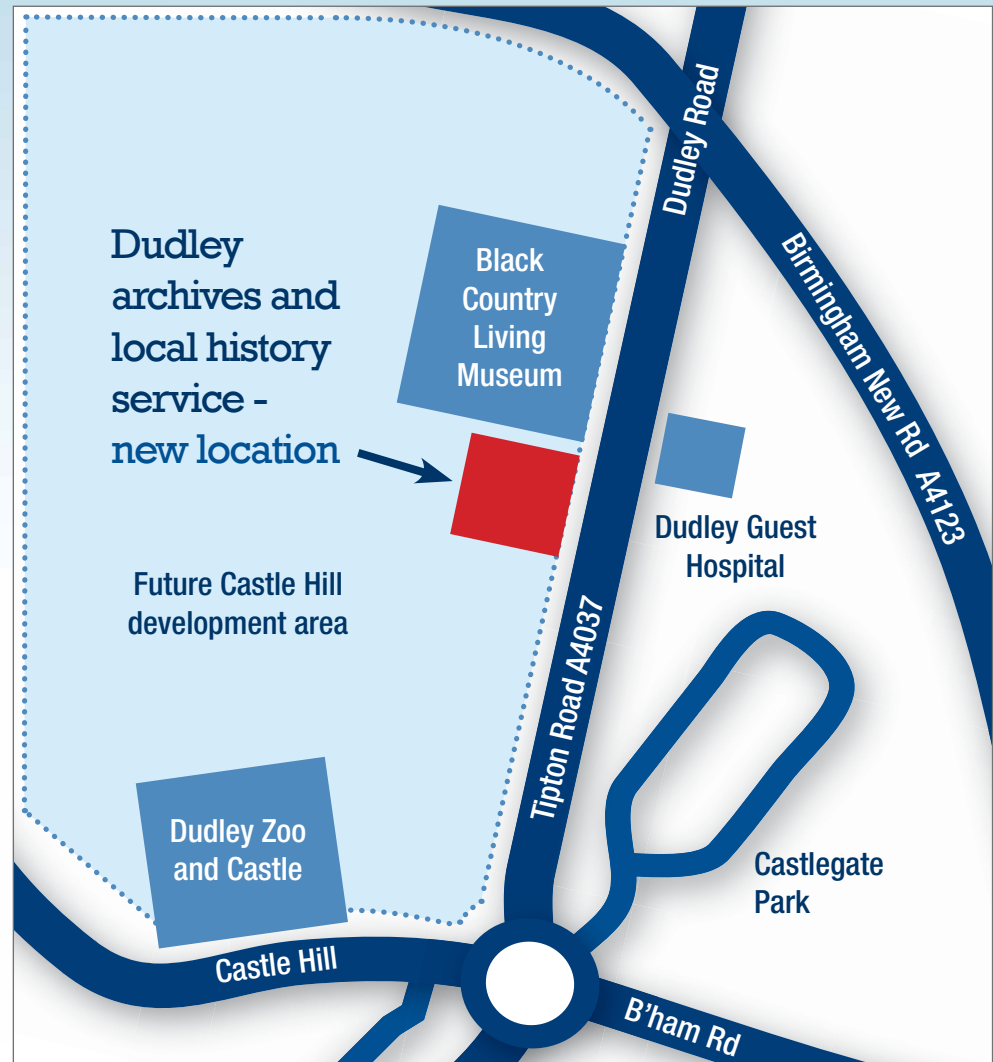 Dudley Road
Birmingham New Rd A4123
Dudley
archives and
local history
service -
new location
Black
Country
Living
Museum
Dudley Guest
Hospital
Future Castle Hill
development area
Tipton Road A4037
Dudley Zoo
and Castle
Castlegate
Park
Castle Hill
B'ham Rd